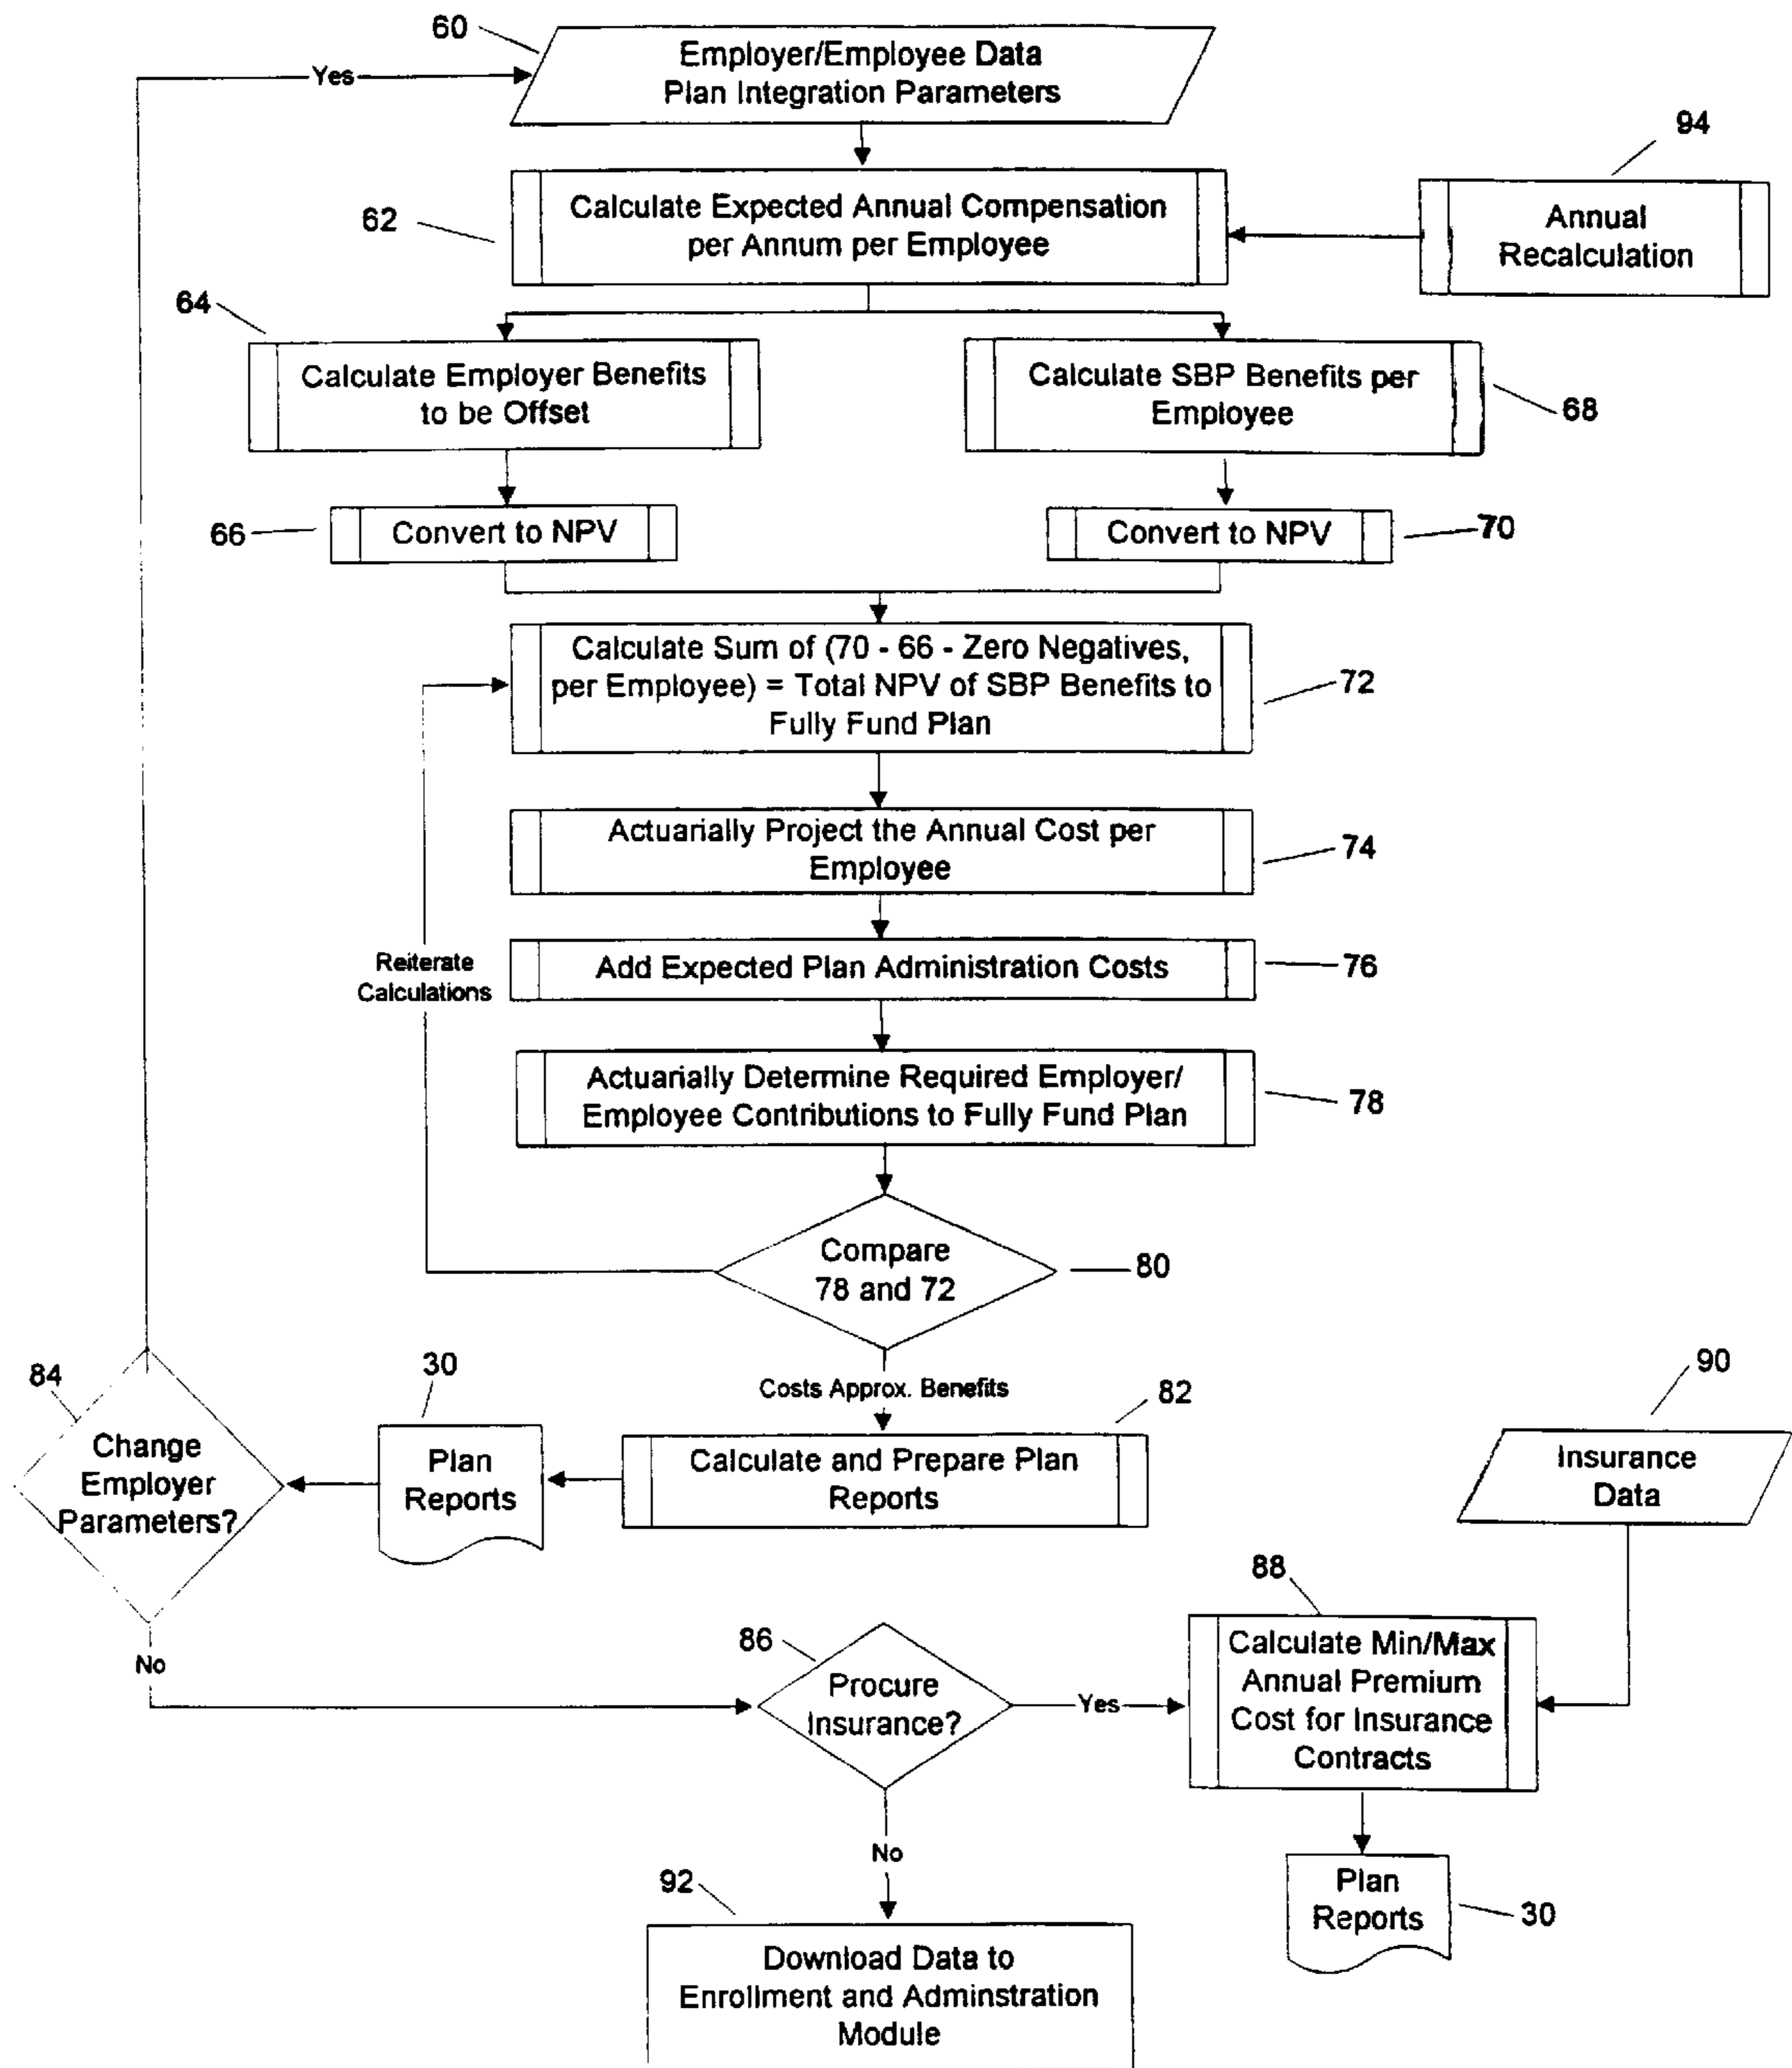 60
Employer/Employee Data
Plan Integration Parameters
Yes
94
62
Calculate Expected Annual Compensation
per Annum per Employee
Annual
Recalculation
64
Calculate Employer Benefits
to be Offset
Calculate SBP Benefits per
Employee
68
66
Convert to NPV
Convert to NPV
70
Calculate Sum of (70 - 66 - Zero Negatives,
per Employee) = Total NPV of SBP Benefits to
Fully Fund Plan
72
Actuarially Project the Annual Cost per
Employee
74
Reiterate
Calculations
Add Expected Plan Administration Costs
76
Actuarially Determine Required Employer/
Employee Contributions to Fully Fund Plan
78
Compare
78 and 72
80
Costs Approx. Benefits
84
Change
Employer
Parameters?
30
Plan
Reports
82
Calculate and Prepare Plan
Reports
90
Insurance
Data
No
86
Procure
Insurance?
Yes
88
Calculate Min/Max
Annual Premium
Cost for Insurance
Contracts
No
Plan
Reports
30
92
Download Data to
Enrollment and Adminstration
Module